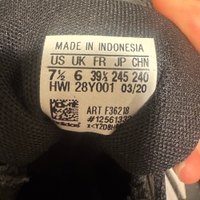 MADE IN INDONESIA
US UK FR JP CHN
7½ 6 39⅓ 245 240
HWI 28Y001 03/20
ART F36218
adidas